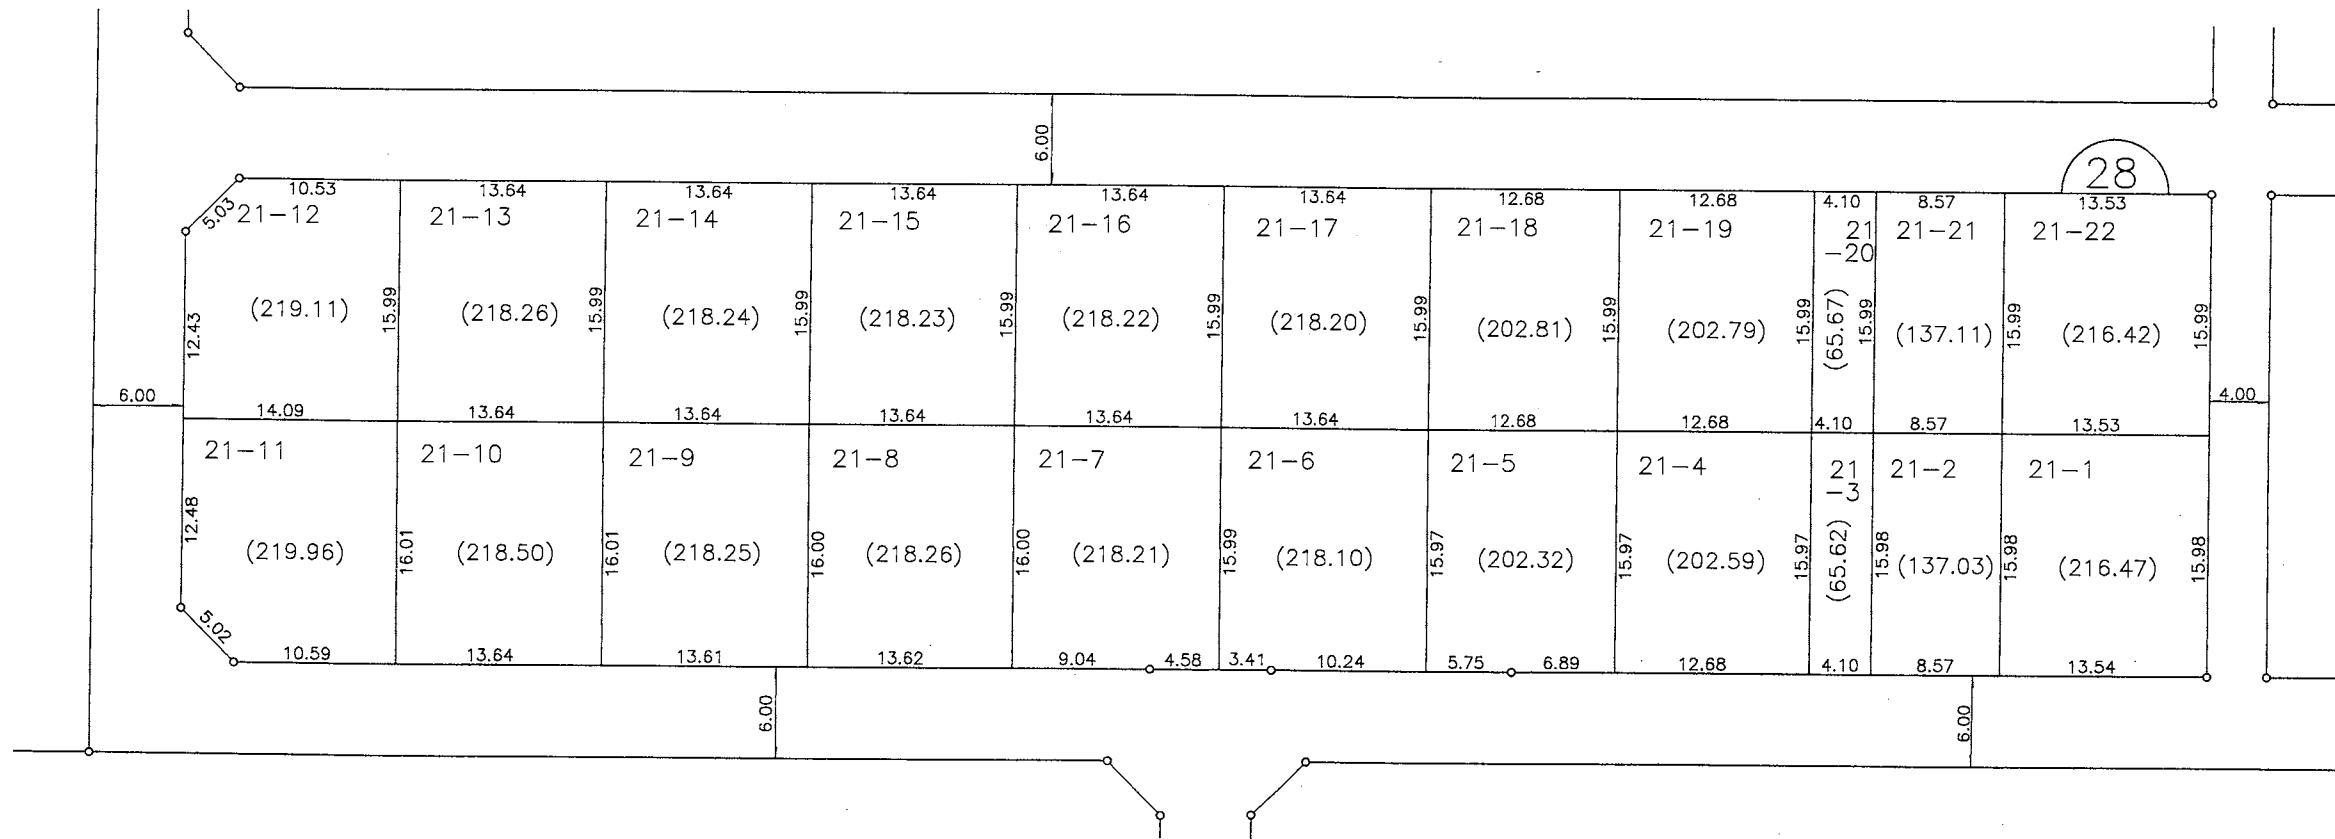 6.00
28
10.53 13.64 13.64 13.64 13.64 13.64 12.68 12.68 4.10 8.57 13.53
5.03
21-12 21-13 21-14 21-15 21-16 21-17 21-18 21-19 21 21-21 21-22
-20
12.43 (219.11) 15.99 (218.26) 15.99 (218.24) 15.99 (218.23) 15.99 (218.22) 15.99 (218.20) 15.99 (202.81) 15.99 (202.79) 15.99 (65.67) 15.99 (137.11) 15.99 (216.42) 15.99
6.00 4.00
14.09 13.64 13.64 13.64 13.64 13.64 12.68 12.68 4.10 8.57 13.53
21-11 21-10 21-9 21-8 21-7 21-6 21-5 21-4 21 21-2 21-1
-3
12.48 (219.96) 16.01 (218.50) 16.01 (218.25) 16.00 (218.26) 16.00 (218.21) 15.99 (218.10) 15.97 (202.32) 15.97 (202.59) 15.97 (65.62) 15.98 (137.03) 15.98 (216.47) 15.98
5.02
10.59 13.64 13.61 13.62 9.04 4.58 3.41 10.24 5.75 6.89 12.68 4.10 8.57 13.54
6.00 6.00